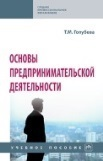 Т.М. Голубева
ОСНОВЫ
ПРЕДПРИНИМАТЕЛЬСКОЙ
ДЕЯТЕЛЬНОСТИ
УЧЕБНОЕ ПОСОБИЕ